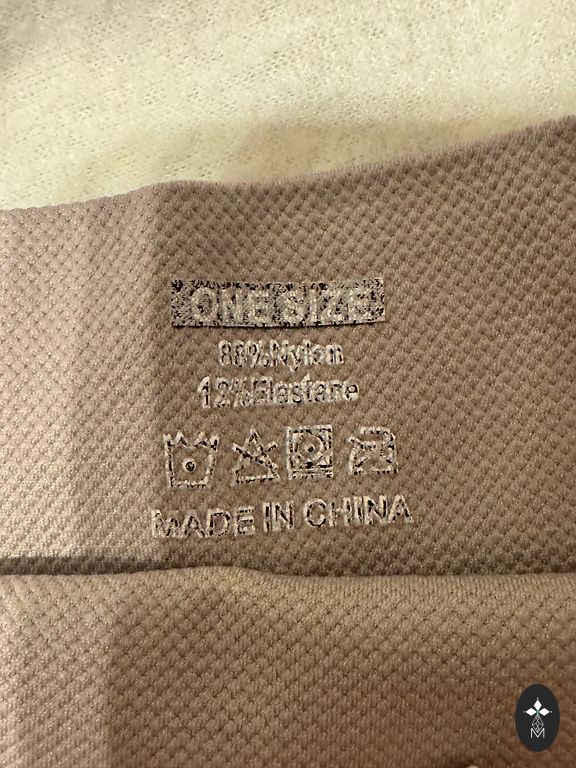 ONE SIZE
88%Nylon
12%Elastane
MADE IN CHINA
M